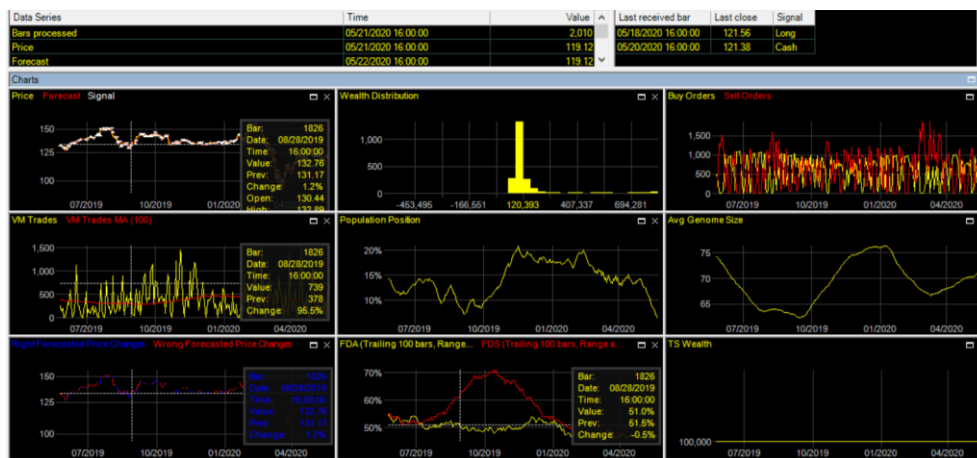 Data Series Time Value Last received bar Last close Signal
Bars processed 05/21/2020 16:00:00 2,010 05/18/2020 16:00:00 121.56 Long
Price 05/21/2020 16:00:00 119.12 05/20/2020 16:00:00 121.38 Cash
Forecast 05/22/2020 16:00:00 119.12
Charts
Price Forecast Signal
150
125
100
07/2019 10/2019 01/2020
Bar: 1826
Date: 08/28/2019
Time: 16:00:00
Value: 132.76
Prev: 131.17
Change: 1.2%
Open: 130.44
High: 132.89
Wealth Distribution
1,000
500
0
-453,495 -166,551 120,393 407,337 694,281
Buy Orders Sell Orders
1,500
1,000
500
0
07/2019 10/2019 01/2020 04/2020
VM Trades VM Trades MA (100)
1,500
1,000
500
0
07/2019 10/2019 01/2020 04/2020
Bar: 1826
Date: 08/28/2019
Time: 16:00:00
Value: 739
Prev: 378
Change: 95.5%
Population Position
20%
15%
10%
07/2019 10/2019 01/2020 04/2020
Avg Genome Size
75
70
65
07/2019 10/2019 01/2020 04/2020
Right Forecasted Price Changes Wrong Forecasted Price Changes
150
100
07/2019 10/2019 01/2020 04/2020
Bar: 1826
Date: 08/28/2019
Time: 16:00:00
Value: 132.76
Prev: 131.17
Change: 1.2%
FDA (Trailing 100 bars, Range... FDS (Trailing 100 bars, Range a...
70%
60%
50%
07/2019 10/2019 01/2020 04/2020
Bar: 1826
Date: 08/28/2019
Time: 16:00:00
Value: 51.0%
Prev: 51.5%
Change: -0.5%
TS Wealth
100,000
07/2019 10/2019 01/2020 04/2020